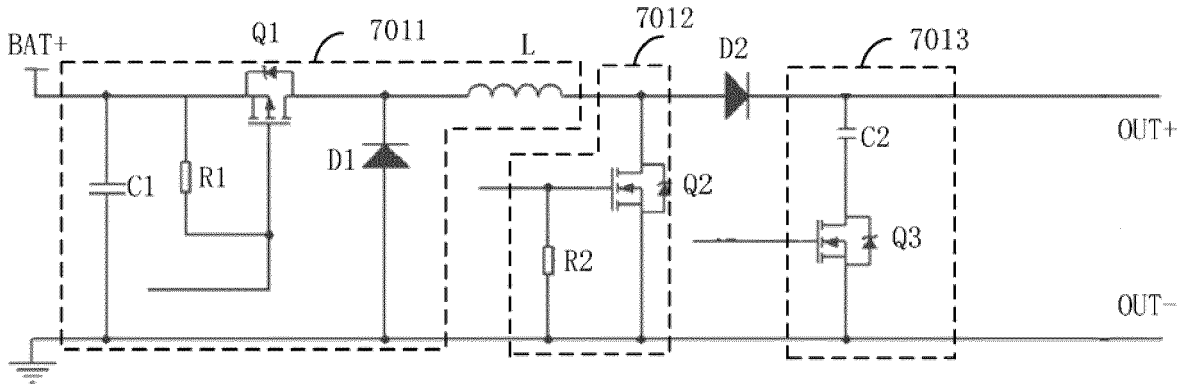 BAT+
Q1
7011
L
7012
D2
7013
OUT+
C1
R1
D1
Q2
C2
R2
Q3
OUT-